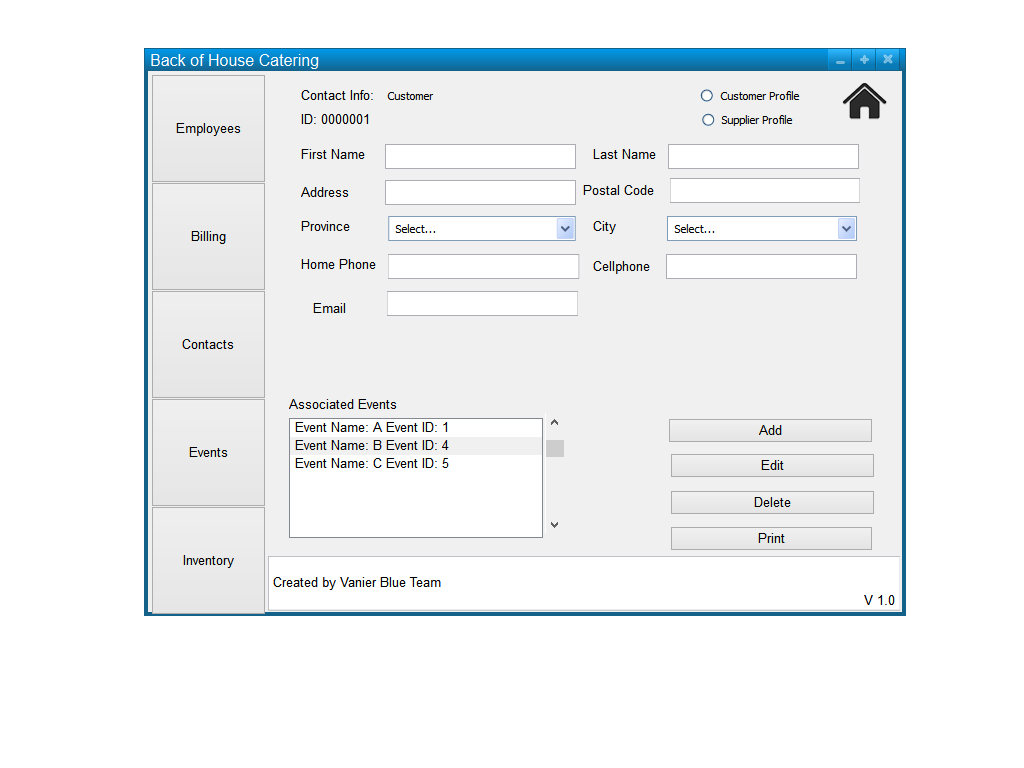 Back of House Catering
Employees
Billing
Contacts
Events
Inventory
Contact Info: Customer
ID: 0000001
Customer Profile
Supplier Profile
First Name
Last Name
Address
Postal Code
Province Select...
City Select...
Home Phone
Cellphone
Email
Associated Events
Event Name: A Event ID: 1
Event Name: B Event ID: 4
Event Name: C Event ID: 5
Add
Edit
Delete
Print
Created by Vanier Blue Team
V 1.0